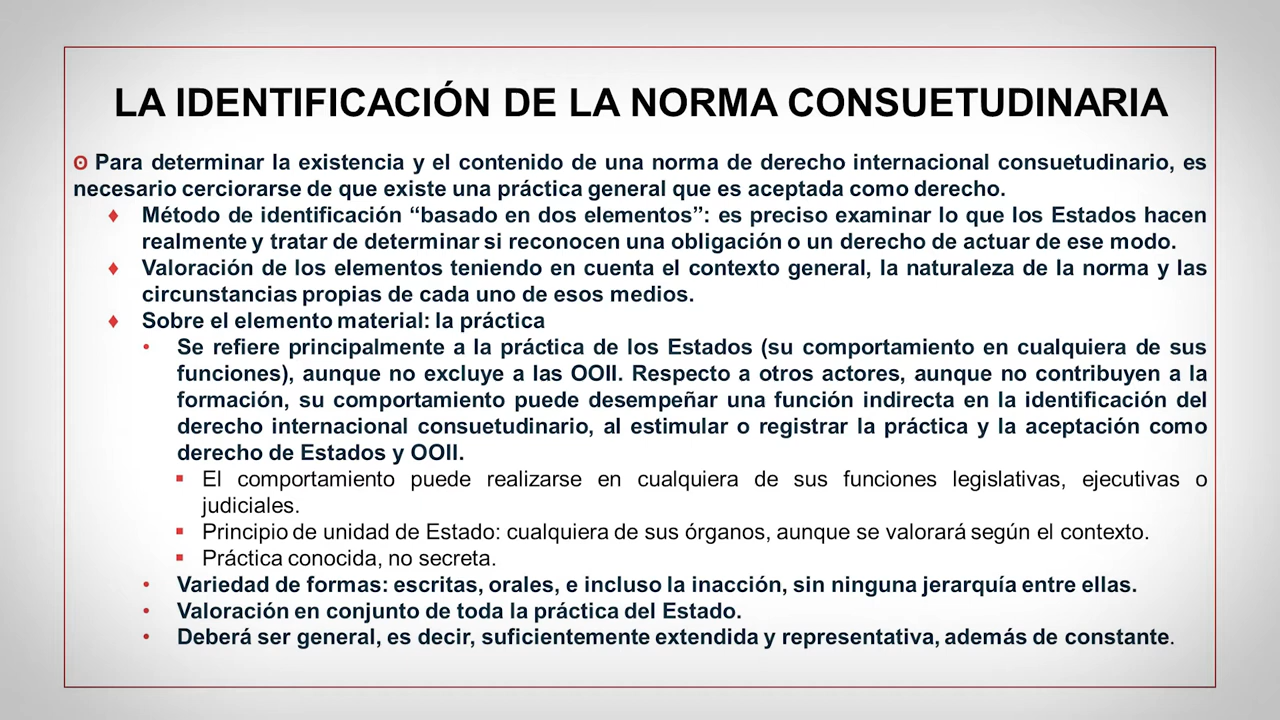 LA IDENTIFICACIÓN DE LA NORMA CONSUETUDINARIA
ʘ Para determinar la existencia y el contenido de una norma de derecho internacional consuetudinario, es
necesario cerciorarse de que existe una práctica general que es aceptada como derecho.
♦ Método de identificación “basado en dos elementos”: es preciso examinar lo que los Estados hacen
realmente y tratar de determinar si reconocen una obligación o un derecho de actuar de ese modo.
♦ Valoración de los elementos teniendo en cuenta el contexto general, la naturaleza de la norma y las
circunstancias propias de cada uno de esos medios.
♦ Sobre el elemento material: la práctica
• Se refiere principalmente a la práctica de los Estados (su comportamiento en cualquiera de sus
funciones), aunque no excluye a las OOII. Respecto a otros actores, aunque no contribuyen a la
formación, su comportamiento puede desempeñar una función indirecta en la identificación del
derecho internacional consuetudinario, al estimular o registrar la práctica y la aceptación como
derecho de Estados y OOII.
▪ El comportamiento puede realizarse en cualquiera de sus funciones legislativas, ejecutivas o
judiciales.
▪ Principio de unidad de Estado: cualquiera de sus órganos, aunque se valorará según el contexto.
▪ Práctica conocida, no secreta.
• Variedad de formas: escritas, orales, e incluso la inacción, sin ninguna jerarquía entre ellas.
• Valoración en conjunto de toda la práctica del Estado.
• Deberá ser general, es decir, suficientemente extendida y representativa, además de constante.